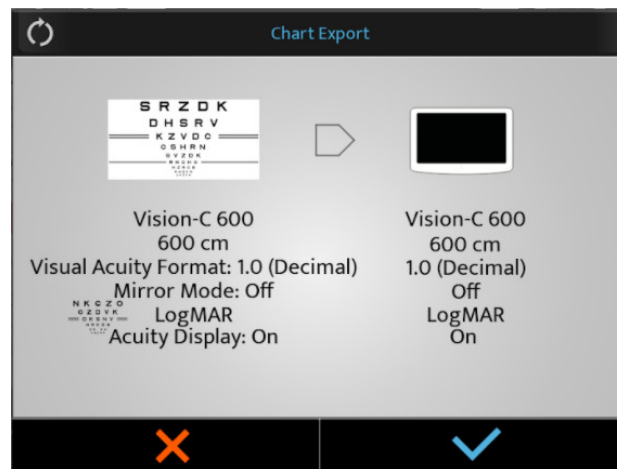 Chart Export
S R Z D K
D H S R V
K Z V D C
C S H R N
S V Z D K
Vision-C 600
600 cm
Visual Acuity Format: 1.0 (Decimal)
Mirror Mode: Off
LogMAR
Acuity Display: On
N K C Z O
C Z D V K
D K S N V
Vision-C 600
600 cm
1.0 (Decimal)
Off
LogMAR
On